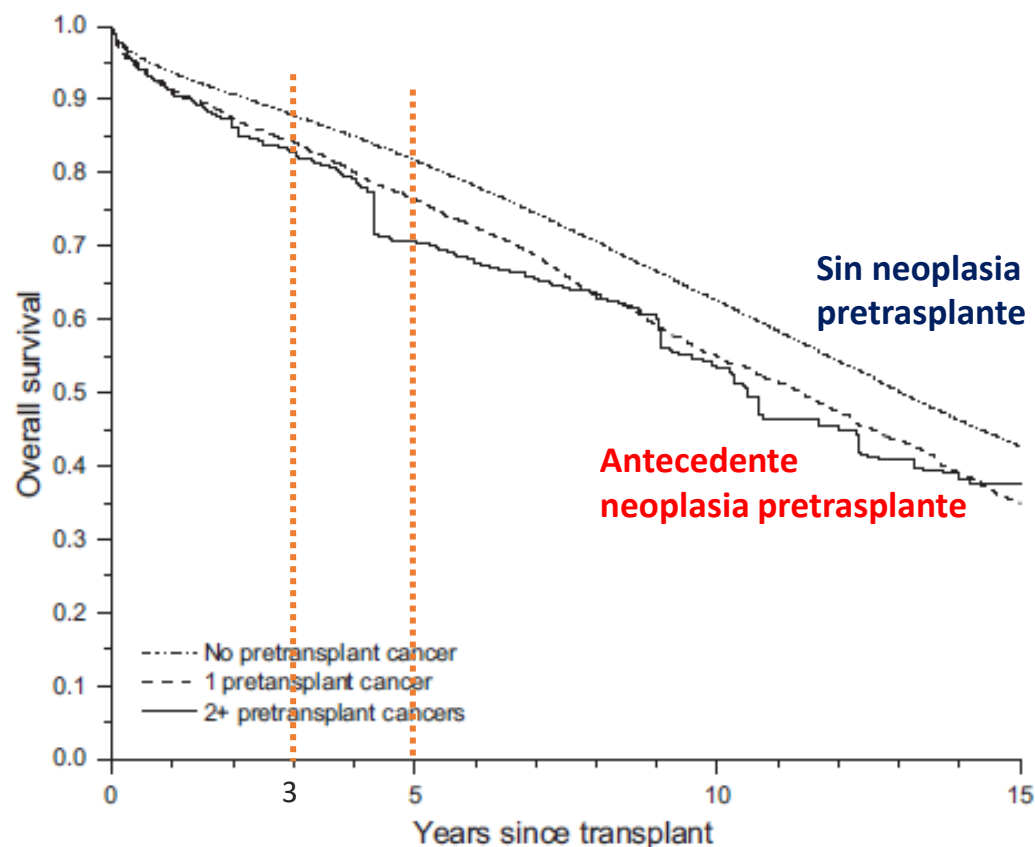 1.0
0.9
0.8
0.7
0.6
0.5
0.4
0.3
0.2
0.1
0.0
Overall survival
Sin neoplasia
pretrasplante
Antecedente
neoplasia pretrasplante
No pretransplant cancer
1 pretansplant cancer
2+ pretransplant cancers
0
3
5
10
15
Years since transplant